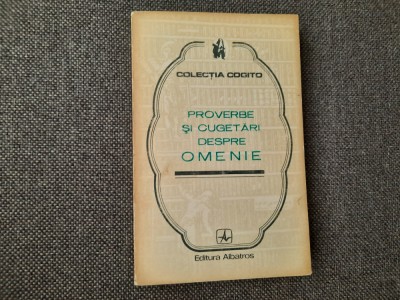 COLECȚIA COGITO
PROVERBE
ȘI CUGETĂRI
DESPRE
OMENIE
Editura Albatros